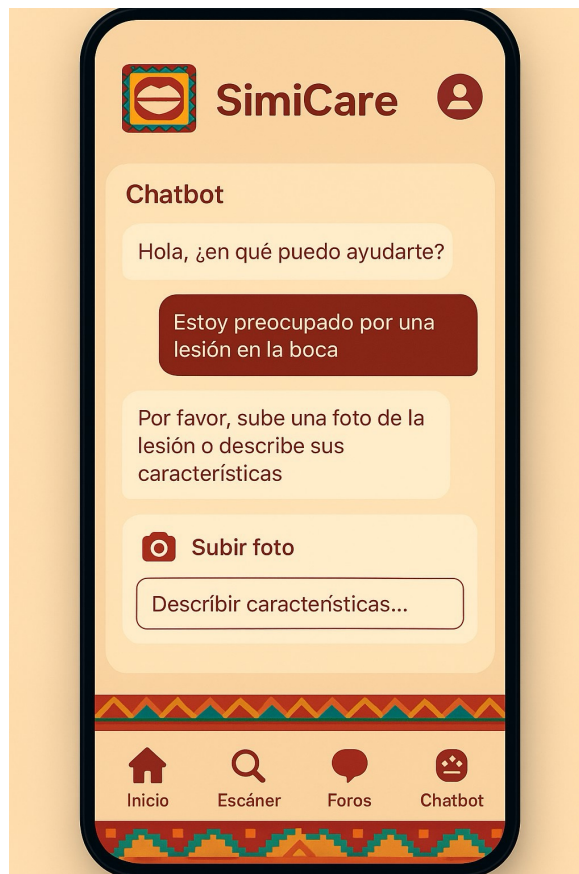 SimiCare
Chatbot
Hola, ¿en qué puedo ayudarte?
Estoy preocupado por una
lesión en la boca
Por favor, sube una foto de la
lesión o describe sus
características
Subir foto
Descríbir características...
Inicio
Escáner
Foros
Chatbot